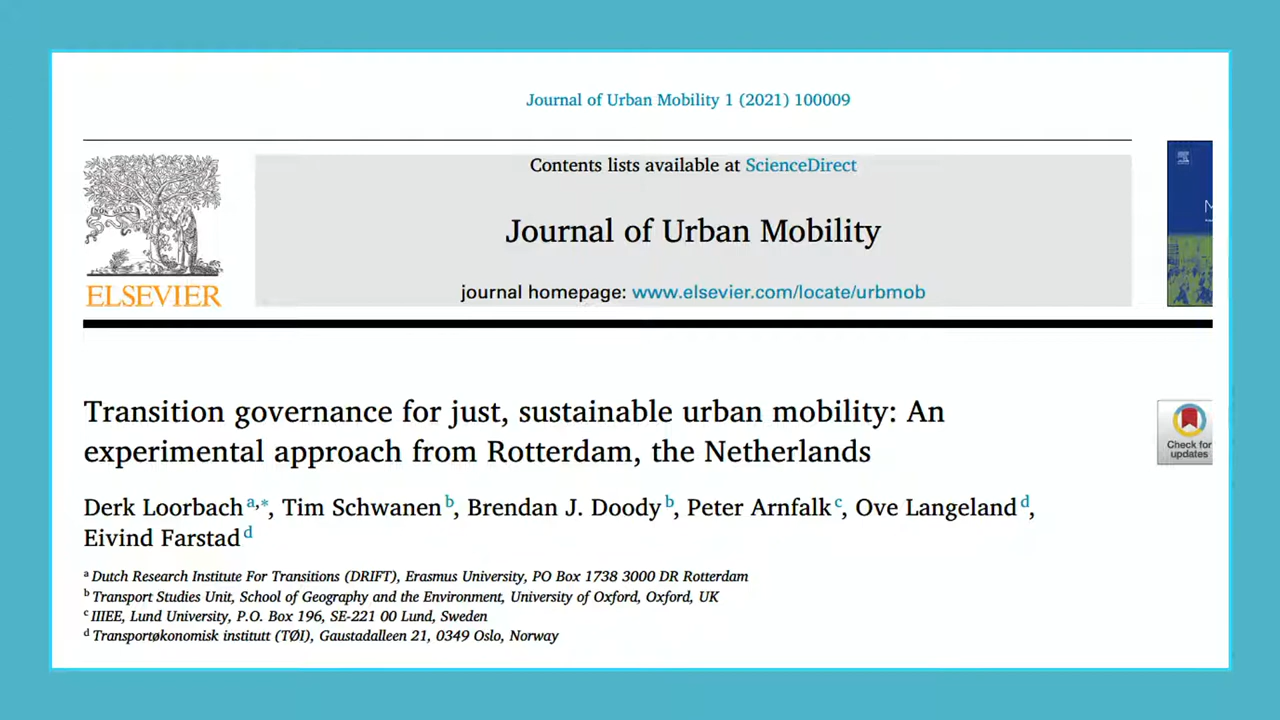 Journal of Urban Mobility 1 (2021) 100009
Contents lists available at ScienceDirect
Journal of Urban Mobility
journal homepage: www.elsevier.com/locate/urbmob
ELSEVIER
Transition governance for just, sustainable urban mobility: An
experimental approach from Rotterdam, the Netherlands
Check for
updates
Derk Loorbach a,*, Tim Schwanen b, Brendan J. Doody b, Peter Arnfalk c, Ove Langeland d,
Eivind Farstad d
a Dutch Research Institute For Transitions (DRIFT), Erasmus University, PO Box 1738 3000 DR Rotterdam
b Transport Studies Unit, School of Geography and the Environment, University of Oxford, Oxford, UK
c IIIEE, Lund University, P.O. Box 196, SE-221 00 Lund, Sweden
d Transportøkonomisk institutt (TØI), Gaustadalleen 21, 0349 Oslo, Norway